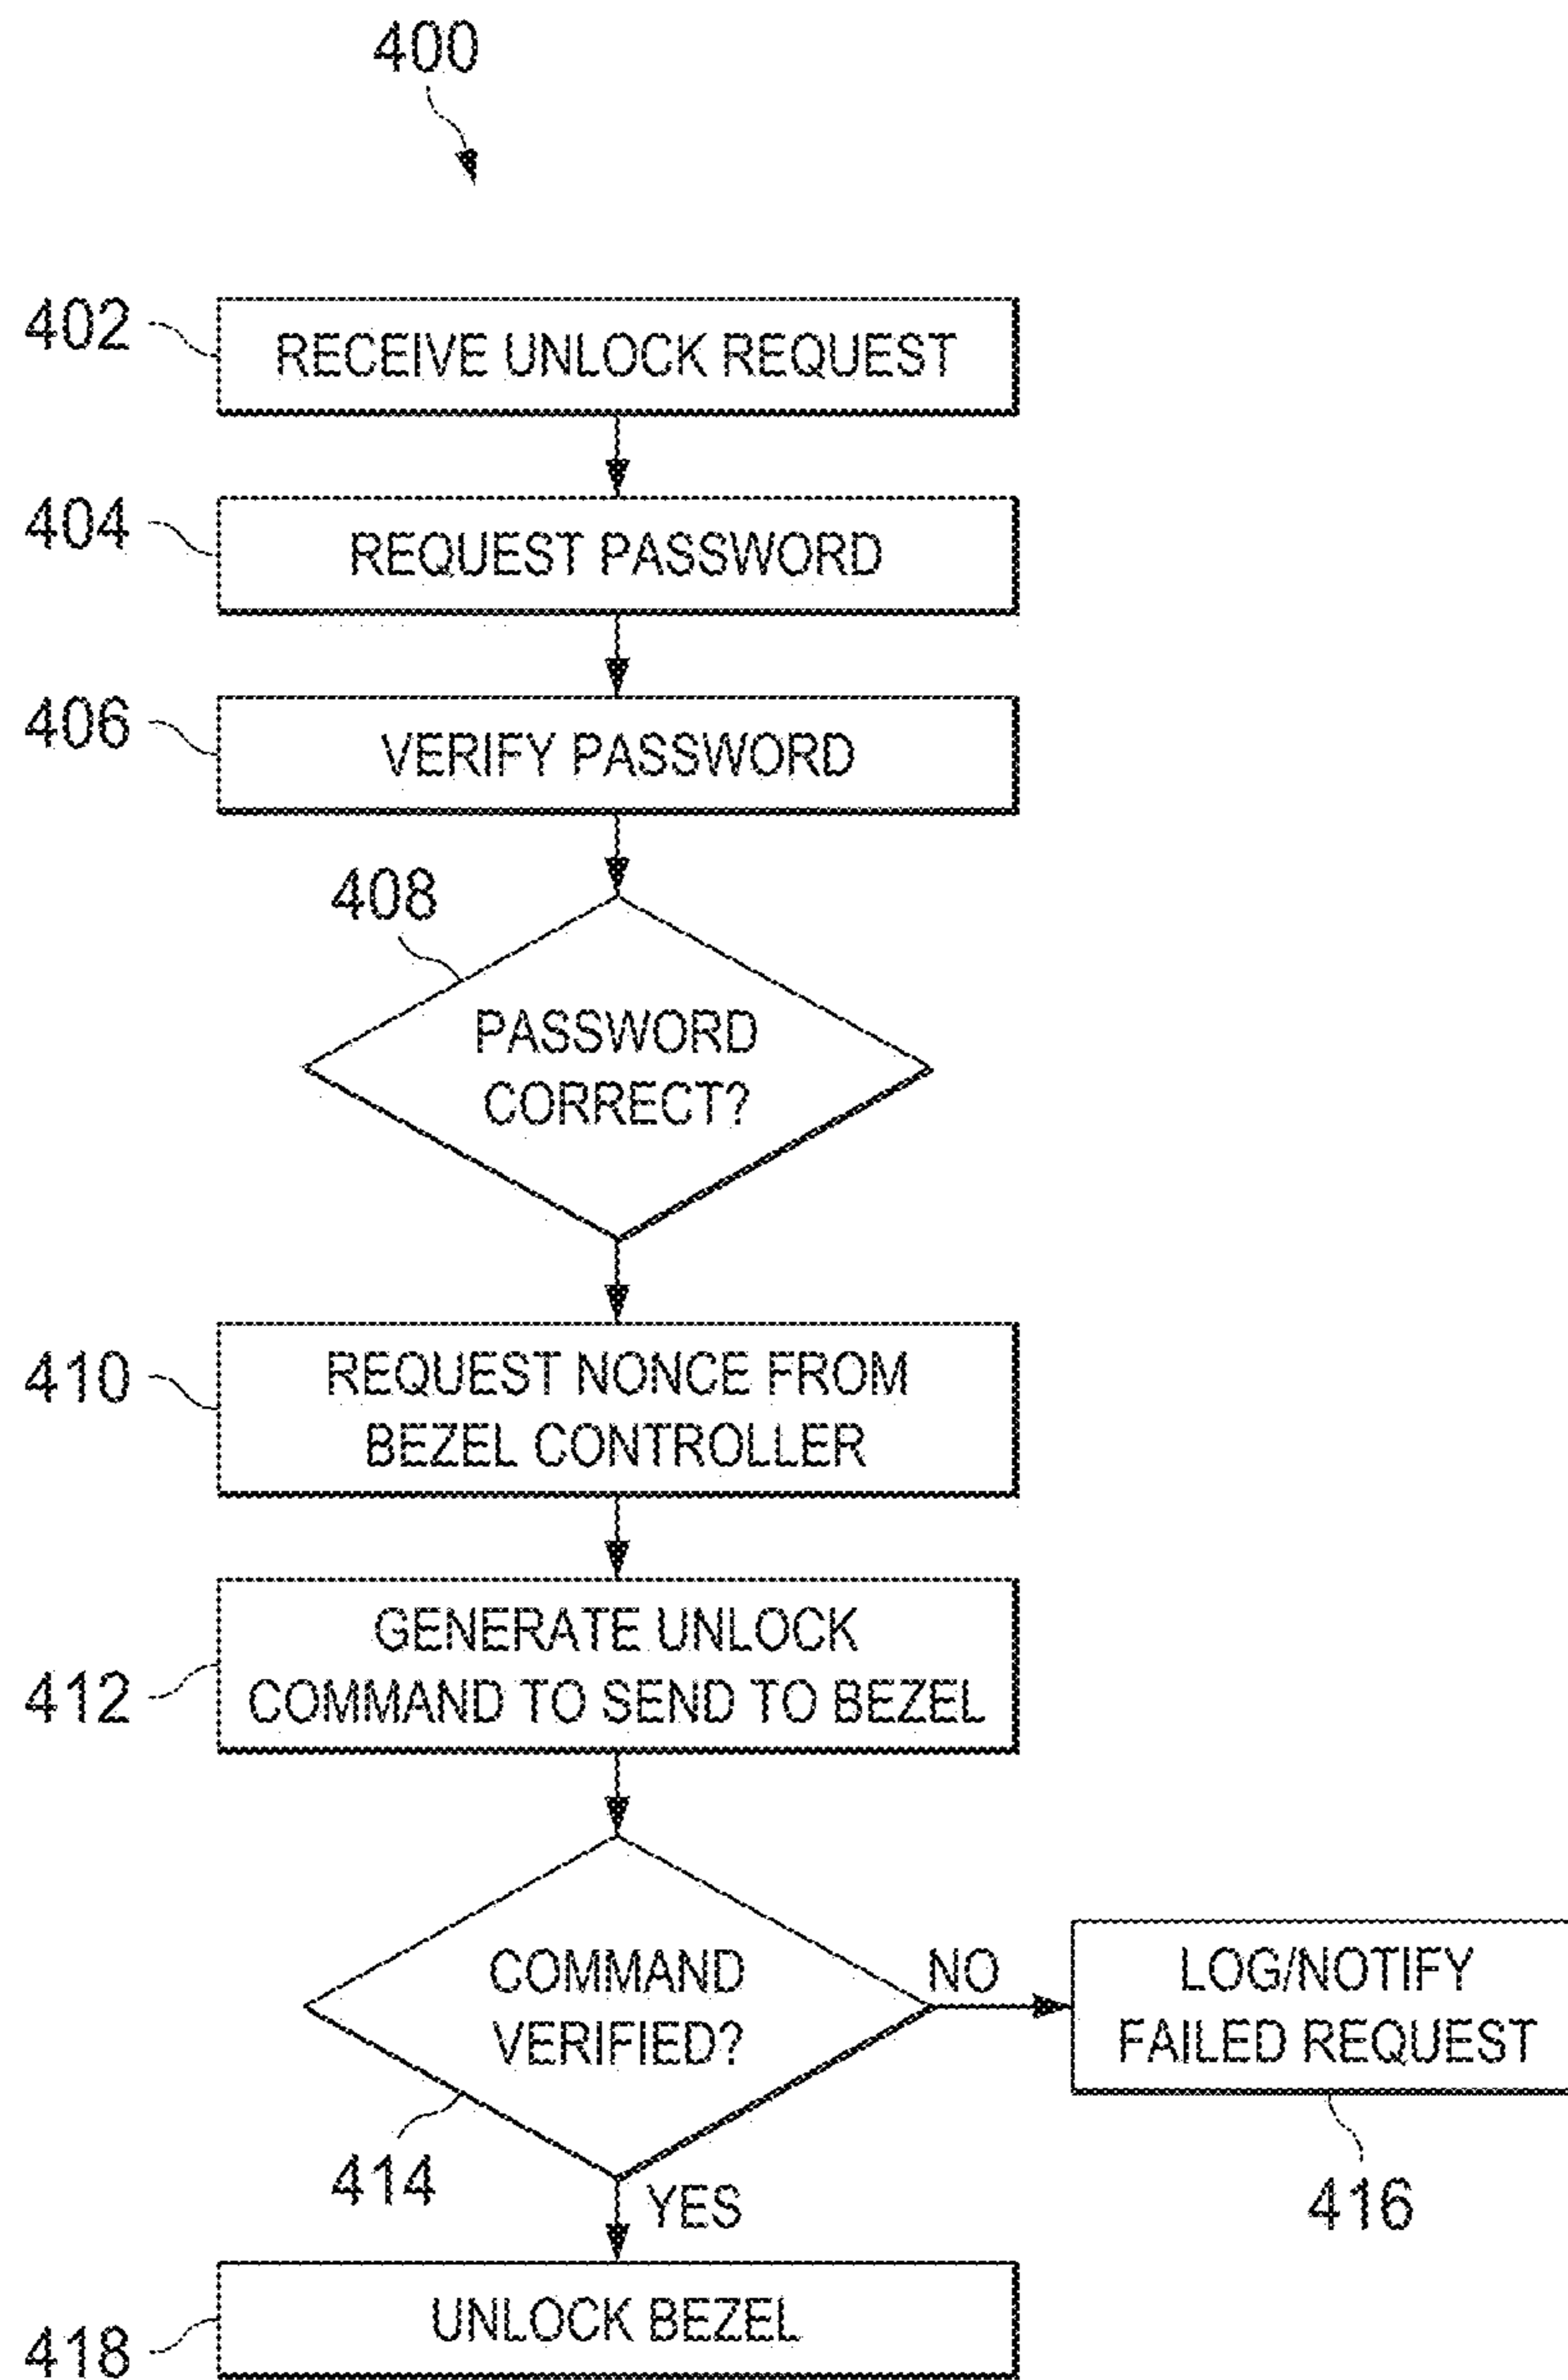 400
402
RECEIVE UNLOCK REQUEST
404
REQUEST PASSWORD
406
VERIFY PASSWORD
408
PASSWORD
CORRECT?
410
REQUEST NONCE FROM
BEZEL CONTROLLER
412
GENERATE UNLOCK
COMMAND TO SEND TO BEZEL
COMMAND
VERIFIED?
NO
LOG/NOTIFY
FAILED REQUEST
414
YES
416
418
UNLOCK BEZEL